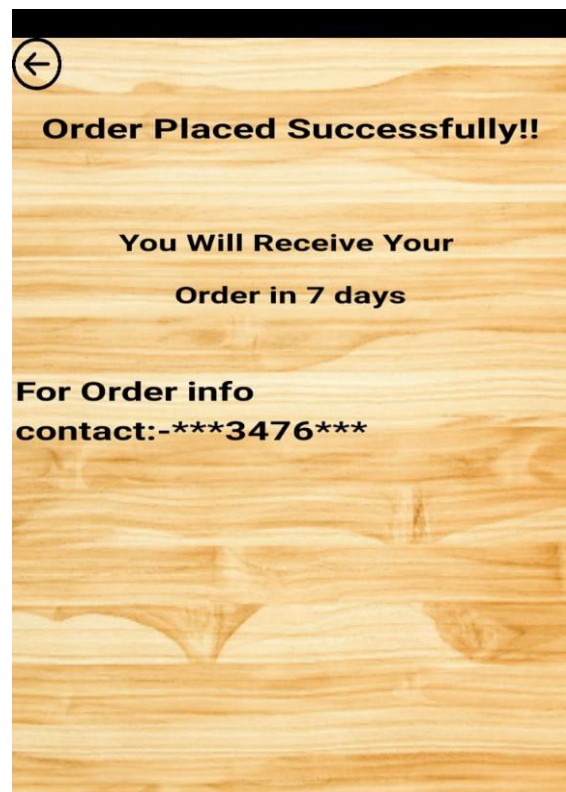 Order Placed Successfully!!
You Will Receive Your
Order in 7 days
For Order info
contact:-***3476***